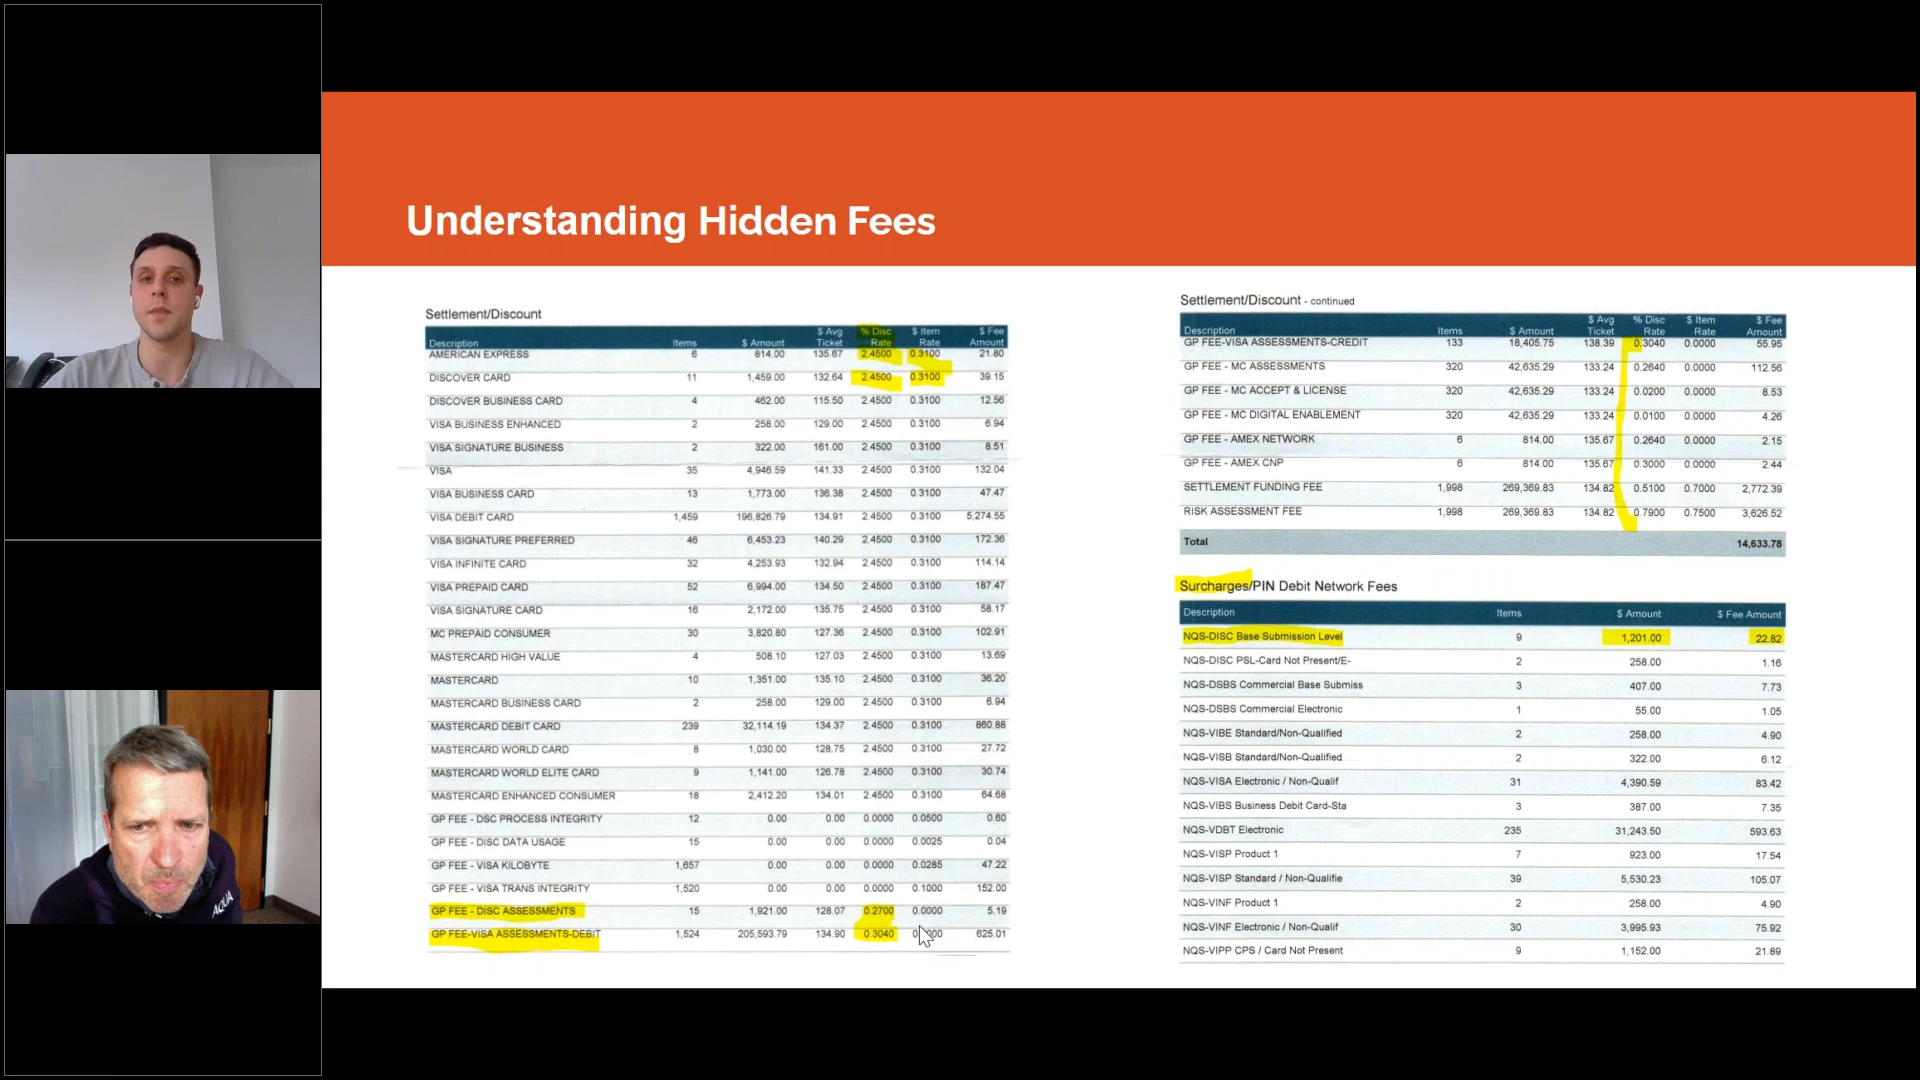 Understanding Hidden Fees
Settlement/Discount
Description Items $ Amount $ Avg Ticket % Disc Rate $ Item Rate $ Fee Amount
AMERICAN EXPRESS 6 814.00 135.67 2.4500 0.3100 21.80
DISCOVER CARD 11 1,459.00 132.64 2.4500 0.3100 39.15
DISCOVER BUSINESS CARD 4 462.00 115.50 2.4500 0.3100 12.56
VISA BUSINESS ENHANCED 2 258.00 129.00 2.4500 0.3100 6.94
VISA SIGNATURE BUSINESS 2 322.00 161.00 2.4500 0.3100 8.51
VISA 35 4,946.59 141.33 2.4500 0.3100 132.04
VISA BUSINESS CARD 13 1,773.00 136.38 2.4500 0.3100 47.47
VISA DEBIT CARD 1,459 196,826.79 134.91 2.4500 0.3100 5,274.55
VISA SIGNATURE PREFERRED 46 6,453.23 140.29 2.4500 0.3100 172.36
VISA INFINITE CARD 32 4,253.93 132.94 2.4500 0.3100 114.14
VISA PREPAID CARD 52 6,994.00 134.50 2.4500 0.3100 187.47
VISA SIGNATURE CARD 16 2,172.00 135.75 2.4500 0.3100 58.17
MC PREPAID CONSUMER 30 3,820.80 127.36 2.4500 0.3100 102.91
MASTERCARD HIGH VALUE 4 508.10 127.03 2.4500 0.3100 13.69
MASTERCARD 10 1,351.00 135.10 2.4500 0.3100 36.20
MASTERCARD BUSINESS CARD 2 258.00 129.00 2.4500 0.3100 6.94
MASTERCARD DEBIT CARD 239 32,114.19 134.37 2.4500 0.3100 860.88
MASTERCARD WORLD CARD 8 1,030.00 128.75 2.4500 0.3100 27.72
MASTERCARD WORLD ELITE CARD 9 1,141.00 126.78 2.4500 0.3100 30.74
MASTERCARD ENHANCED CONSUMER 18 2,412.20 134.01 2.4500 0.3100 64.68
GP FEE - DSC PROCESS INTEGRITY 12 0.00 0.00 0.0000 0.0500 0.60
GP FEE - DISC DATA USAGE 15 0.00 0.00 0.0000 0.0025 0.04
GP FEE - VISA KILOBYTE 1,657 0.00 0.00 0.0000 0.0285 47.22
GP FEE - VISA TRANS INTEGRITY 1,520 0.00 0.00 0.0000 0.1000 152.00
GP FEE - DISC ASSESSMENTS 15 1,921.00 128.07 0.2700 0.0000 5.19
GP FEE-VISA ASSESSMENTS-DEBIT 1,524 205,593.79 134.90 0.3040 625.01
Settlement/Discount - continued
Description Items $ Amount $ Avg Ticket % Disc Rate $ Item Rate $ Fee Amount
GP FEE-VISA ASSESSMENTS-CREDIT 133 18,405.75 138.39 0.3040 0.0000 55.95
GP FEE - MC ASSESSMENTS 320 42,635.29 133.24 0.2640 0.0000 112.56
GP FEE - MC ACCEPT & LICENSE 320 42,635.29 133.24 0.0200 0.0000 8.53
GP FEE - MC DIGITAL ENABLEMENT 320 42,635.29 133.24 0.0100 0.0000 4.26
GP FEE - AMEX NETWORK 6 814.00 135.67 0.2640 0.0000 2.15
GP FEE - AMEX CNP 6 814.00 135.67 0.3000 0.0000 2.44
SETTLEMENT FUNDING FEE 1,998 269,369.83 134.82 0.5100 0.7000 2,772.39
RISK ASSESSMENT FEE 1,998 269,369.83 134.82 0.7900 0.7500 3,626.52
Total 14,633.78
Surcharges/PIN Debit Network Fees
Description Items $ Amount $ Fee Amount
NQS-DISC Base Submission Level 9 1,201.00 22.82
NQS-DISC PSL-Card Not Present/E- 2 258.00 1.16
NQS-DSBS Commercial Base Submiss 3 407.00 7.73
NQS-DSBS Commercial Electronic 1 55.00 1.05
NQS-VIBE Standard/Non-Qualified 2 258.00 4.90
NQS-VISB Standard/Non-Qualified 2 322.00 6.12
NQS-VISA Electronic / Non-Qualif 31 4,390.59 83.42
NQS-VIBS Business Debit Card-Sta 3 387.00 7.35
NQS-VDBT Electronic 235 31,243.50 593.63
NQS-VISP Product 1 7 923.00 17.54
NQS-VISP Standard / Non-Qualifie 39 5,530.23 105.07
NQS-VINF Product 1 2 258.00 4.90
NQS-VINF Electronic / Non-Qualif 30 3,995.93 75.92
NQS-VIPP CPS / Card Not Present 9 1,152.00 21.89
AQUA